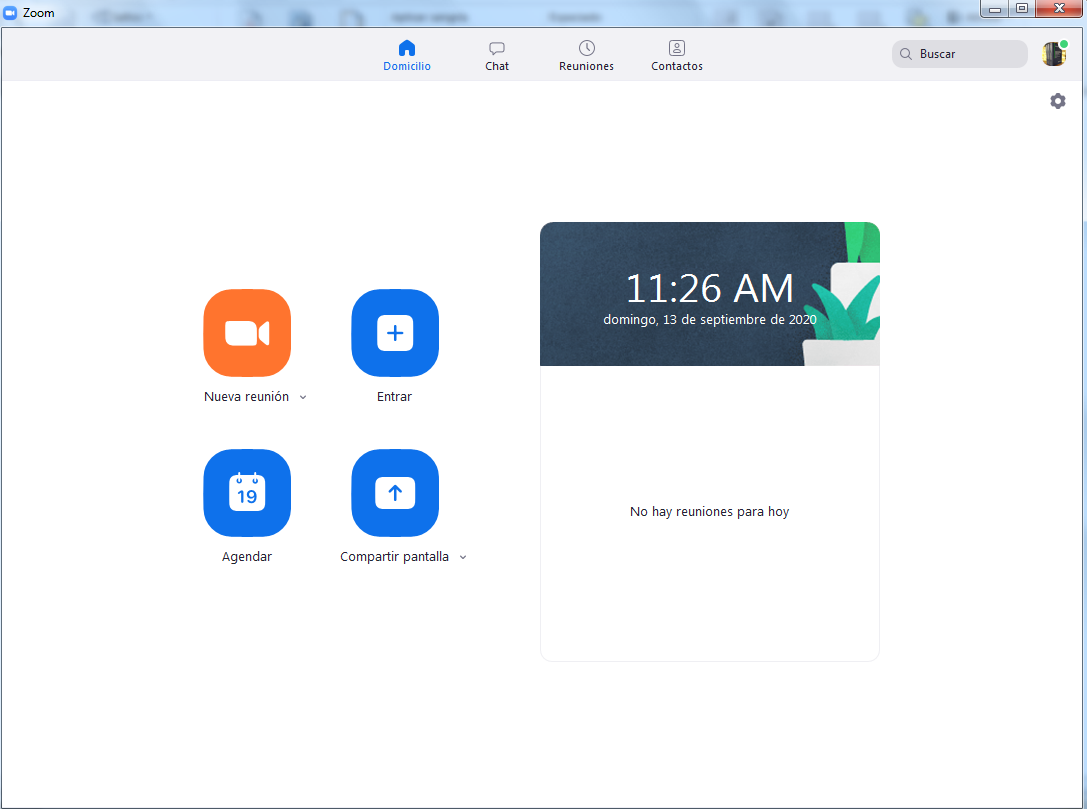 Zoom
Domicilio
Chat
Reuniones
Contactos
Buscar
11:26 AM
domingo, 13 de septiembre de 2020
Nueva reunión
Entrar
19
Agendar
Compartir pantalla
No hay reuniones para hoy